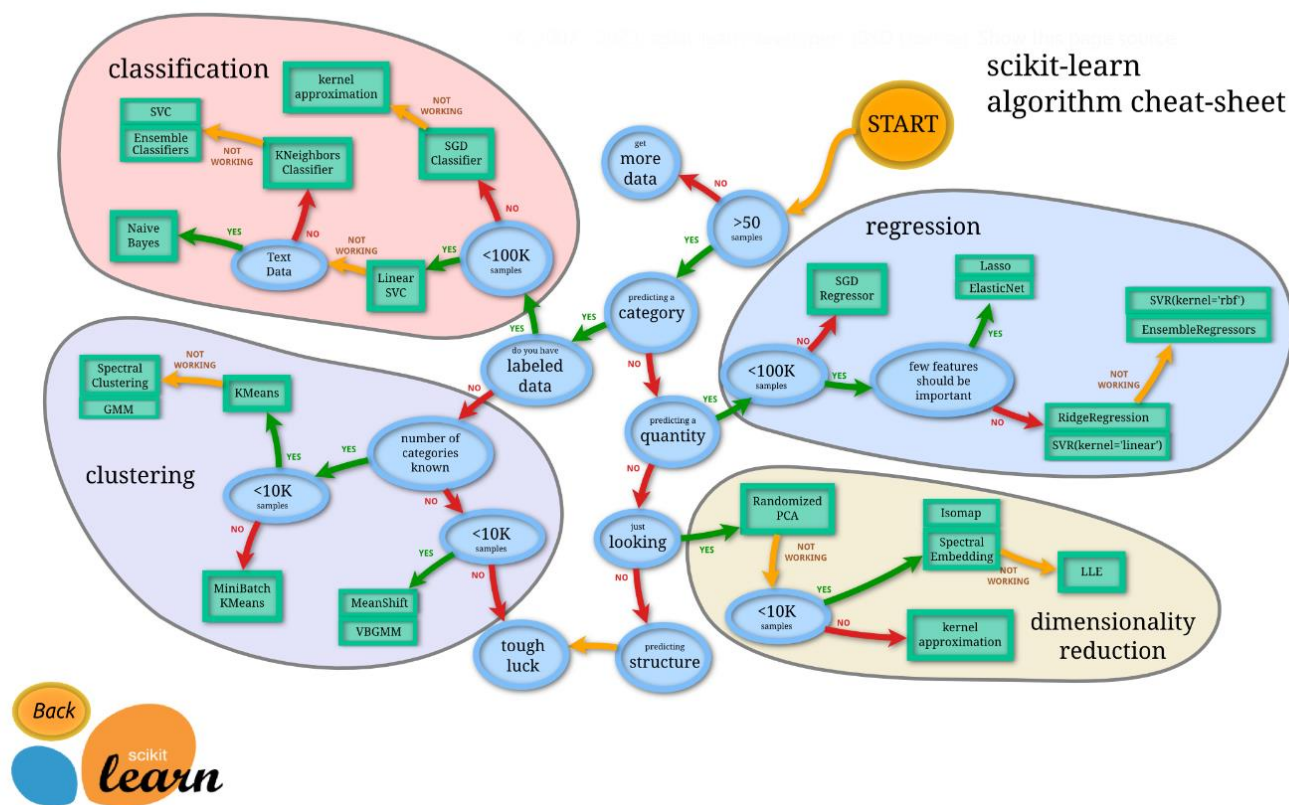 scikit-learn
algorithm cheat-sheet
START
get
more
data
NO
>50
samples
YES
predicting a
category
YES
NO
do you have
labeled
data
YES
NO
predicting a
quantity
YES
NO
just
looking
YES
NO
predicting
structure
tough
luck
classification
kernel
approximation
NOT
WORKING
SGD
Classifier
NO
<100K
samples
YES
Linear
SVC
NOT
WORKING
Text
Data
YES
NO
Naive
Bayes
KNeighbors
Classifier
NOT
WORKING
SVC
Ensemble
Classifiers
regression
SGD
Regressor
NO
<100K
samples
YES
few features
should be
important
YES
NO
Lasso
ElasticNet
RidgeRegression
SVR(kernel='linear')
NOT
WORKING
SVR(kernel='rbf')
EnsembleRegressors
clustering
number of
categories
known
YES
NO
<10K
samples
YES
NO
KMeans
NOT
WORKING
Spectral
Clustering
GMM
MiniBatch
KMeans
<10K
samples
YES
NO
MeanShift
VBGMM
dimensionality
reduction
Randomized
PCA
NOT
WORKING
<10K
samples
YES
NO
Isomap
Spectral
Embedding
NOT
WORKING
LLE
kernel
approximation
Back
scikit
learn